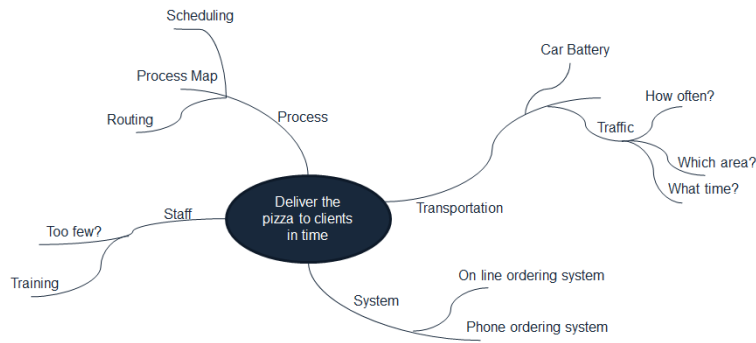 Scheduling
Process Map
Routing
Process
Car Battery
How often?
Traffic
Which area?
What time?
Transportation
Deliver the
pizza to clients
in time
Staff
Too few?
Training
System
On line ordering system
Phone ordering system